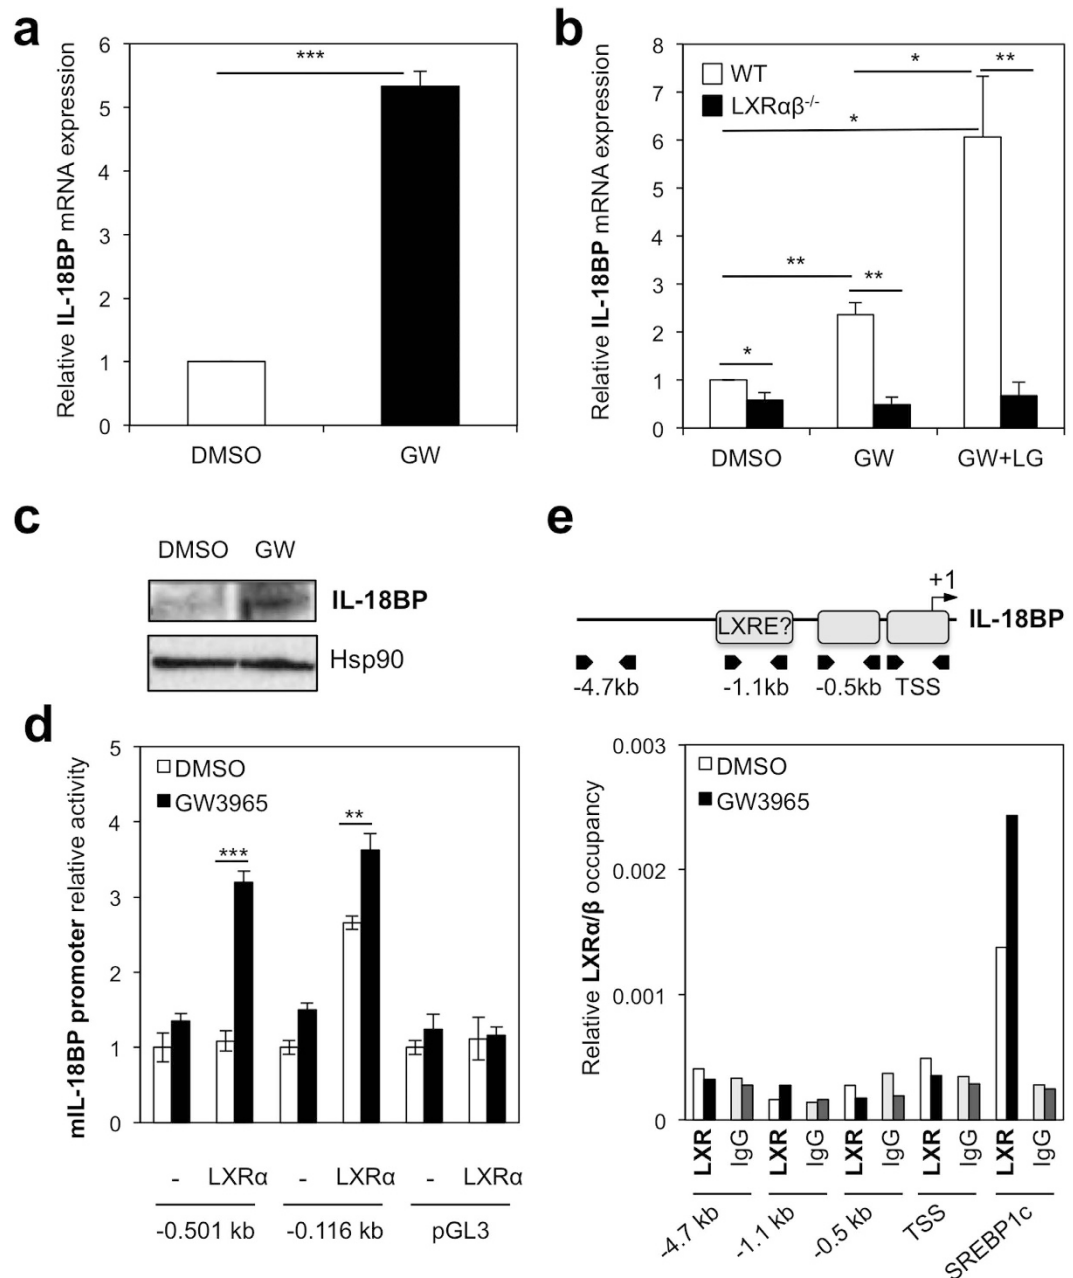 a
Relative IL-18BP mRNA expression
6
5
4
3
2
1
0
***
DMSO
GW
b
Relative IL-18BP mRNA expression
8
7
6
5
4
3
2
1
0
WT
LXRαβ-/-
*
**
**
*
*
**
DMSO
GW
GW+LG
c
DMSO GW
IL-18BP
Hsp90
d
mIL-18BP promoter relative activity
5
4
3
2
1
0
DMSO
GW3965
***
**
- LXRα - LXRα - LXRα
-0.501 kb -0.116 kb pGL3
e
+1
LXRE?
IL-18BP
-4.7kb -1.1kb -0.5kb TSS
Relative LXRα/β occupancy
0.003
0.002
0.001
0
DMSO
GW3965
LXR IgG LXR IgG LXR IgG LXR IgG LXR IgG
-4.7 kb -1.1 kb -0.5 kb TSS SREBP1c